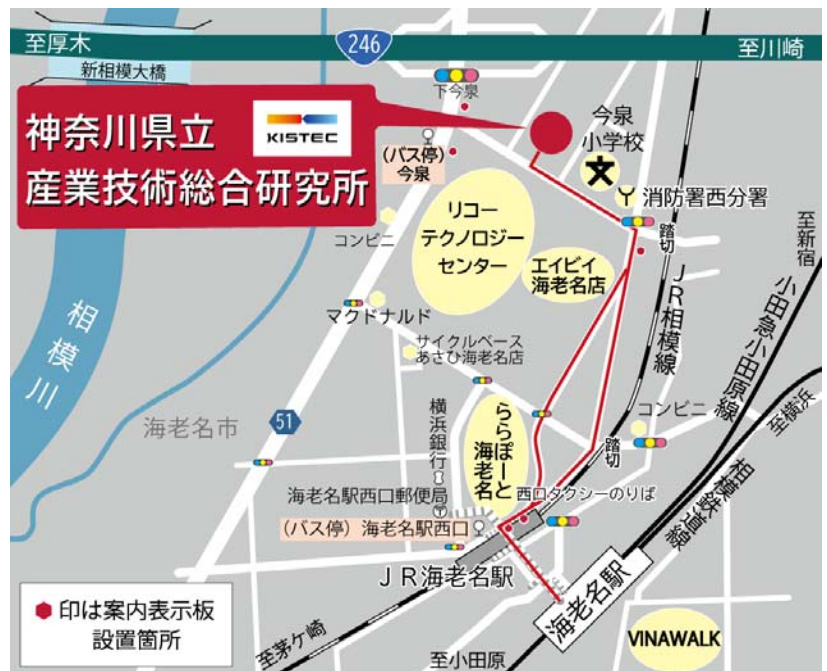 至厚木
246
至川崎
新相模大橋
下今泉
神奈川県立
KISTEC
産業技術総合研究所
(バス停)
今泉
今泉
小学校
文
消防署西分署
コンビニ
リコー
テクノロジー
センター
エイビイ
海老名店
踏切
JR相模線
至新宿
小田急小田原線
マクドナルド
サイクルベース
あさひ海老名店
相模川
海老名市
51
横浜銀行
ららぽーと
海老名
コンビニ
至横浜
相模鉄道線
踏切
海老名駅西口郵便局
西口タクシーのりば
(バス停) 海老名駅西口
JR海老名駅
海老名駅
VINAWALK
印は案内表示板
設置箇所
至茅ケ崎
至小田原